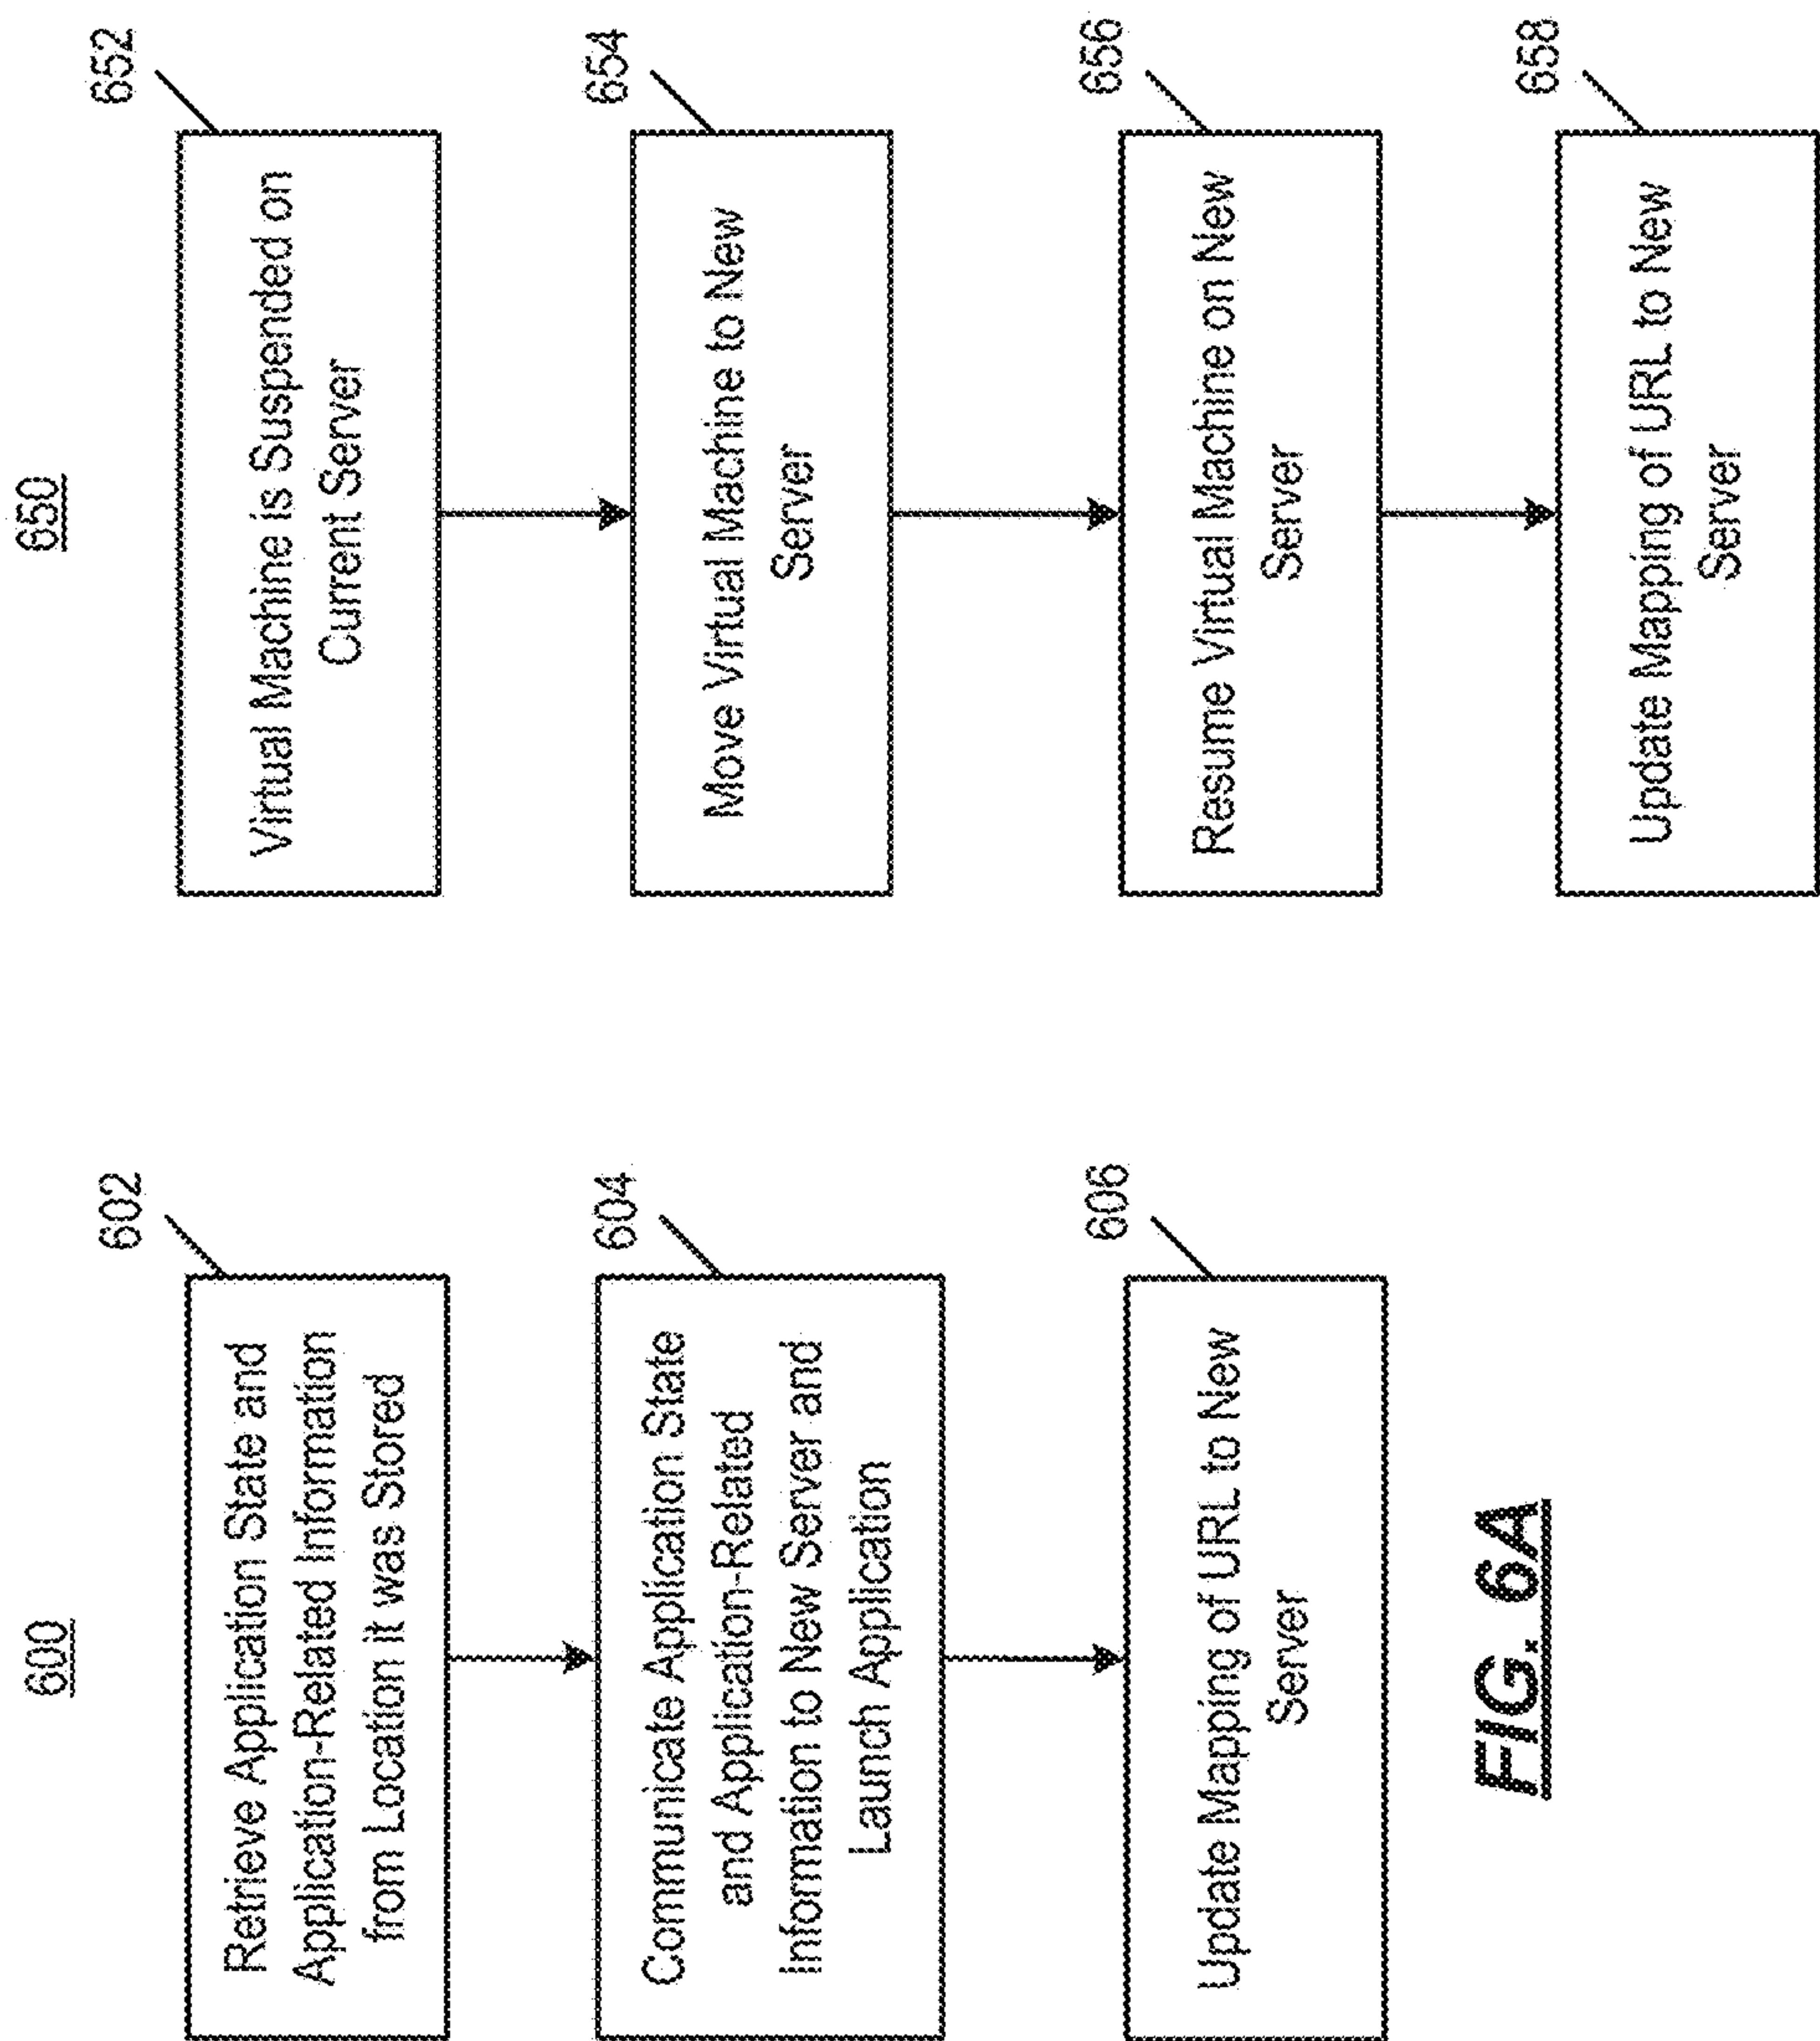 600
602
Retrieve Application State and
Application-Related Information
from Location it was Stored
604
Communicate Application State
and Application-Related
Information to New Server and
Launch Application
606
Update Mapping of URL to New
Server
FIG. 6A
650
652
Virtual Machine is Suspended on
Current Server
654
Move Virtual Machine to New
Server
656
Resume Virtual Machine on New
Server
658
Update Mapping of URL to New
Server